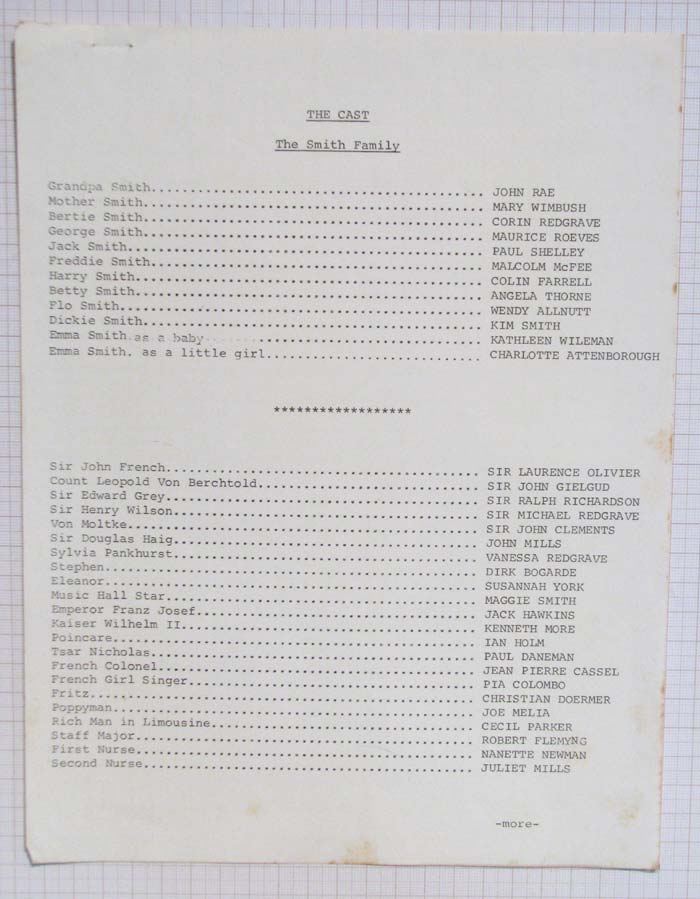 THE CAST
The Smith Family
Grandpa Smith............................................ JOHN RAE
Mother Smith............................................. MARY WIMBUSH
Bertie Smith............................................. CORIN REDGRAVE
George Smith............................................. MAURICE ROEVES
Jack Smith............................................... PAUL SHELLEY
Freddie Smith............................................ MALCOLM McFEE
Harry Smith.............................................. COLIN FARRELL
Betty Smith.............................................. ANGELA THORNE
Flo Smith................................................ WENDY ALLNUTT
Dickie Smith............................................. KIM SMITH
Emma Smith as a baby..................................... KATHLEEN WILEMAN
Emma Smith. as a little girl............................. CHARLOTTE ATTENBOROUGH
******************
Sir John French.......................................... SIR LAURENCE OLIVIER
Count Leopold Von Berchtold.............................. SIR JOHN GIELGUD
Sir Edward Grey.......................................... SIR RALPH RICHARDSON
Sir Henry Wilson......................................... SIR MICHAEL REDGRAVE
Von Moltke............................................... SIR JOHN CLEMENTS
Sir Douglas Haig......................................... JOHN MILLS
Sylvia Pankhurst......................................... VANESSA REDGRAVE
Stephen.................................................. DIRK BOGARDE
Eleanor.................................................. SUSANNAH YORK
Music Hall Star.......................................... MAGGIE SMITH
Emperor Franz Josef...................................... JACK HAWKINS
Kaiser Wilhelm II........................................ KENNETH MORE
Poincare................................................. IAN HOLM
Tsar Nicholas............................................ PAUL DANEMAN
French Colonel........................................... JEAN PIERRE CASSEL
French Girl Singer....................................... PIA COLOMBO
Fritz.................................................... CHRISTIAN DOERMER
Poppyman................................................. JOE MELIA
Rich Man in Limousine.................................... CECIL PARKER
Staff Major.............................................. ROBERT FLEMYNG
First Nurse.............................................. NANETTE NEWMAN
Second Nurse............................................. JULIET MILLS
-more-